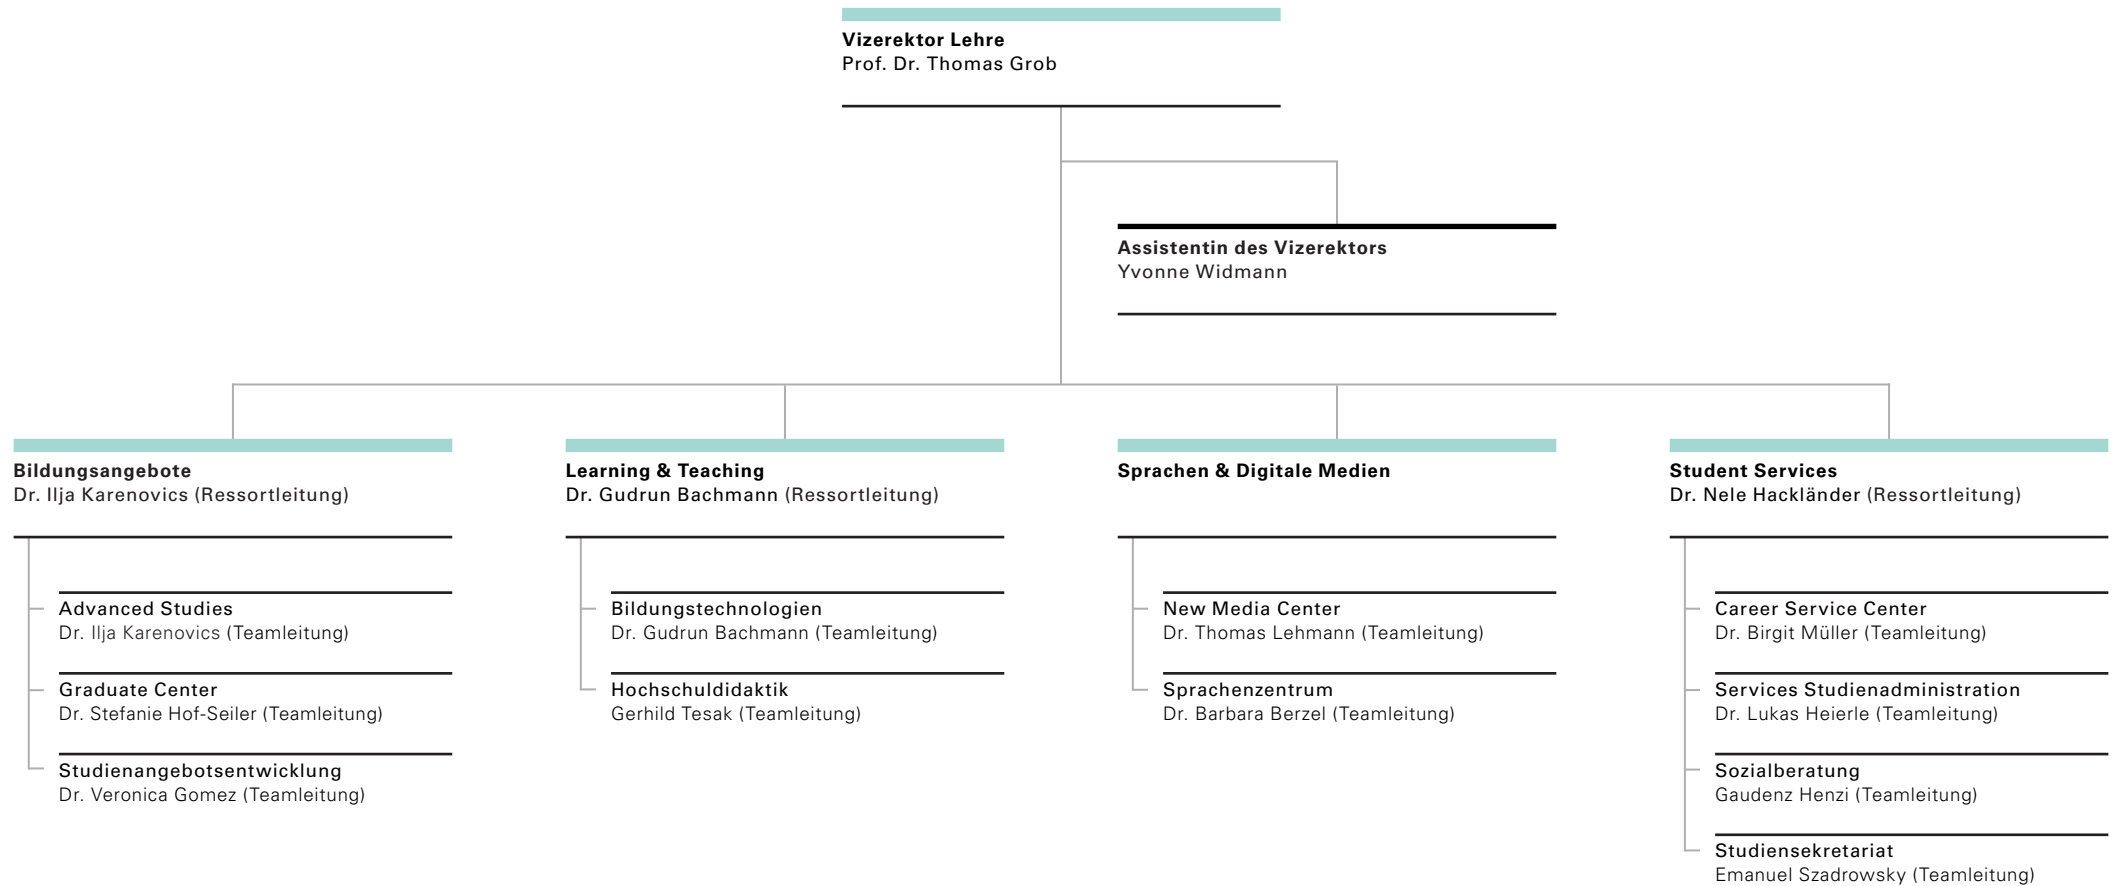 Vizerektor Lehre
Prof. Dr. Thomas Grob
Assistentin des Vizerektors
Yvonne Widmann
Bildungsangebote
Dr. Ilja Karenovics (Ressortleitung)
Advanced Studies
Dr. Ilja Karenovics (Teamleitung)
Graduate Center
Dr. Stefanie Hof-Seiler (Teamleitung)
Studienangebotsentwicklung
Dr. Veronica Gomez (Teamleitung)
Learning & Teaching
Dr. Gudrun Bachmann (Ressortleitung)
Bildungstechnologien
Dr. Gudrun Bachmann (Teamleitung)
Hochschuldidaktik
Gerhild Tesak (Teamleitung)
Sprachen & Digitale Medien
New Media Center
Dr. Thomas Lehmann (Teamleitung)
Sprachenzentrum
Dr. Barbara Berzel (Teamleitung)
Student Services
Dr. Nele Hackländer (Ressortleitung)
Career Service Center
Dr. Birgit Müller (Teamleitung)
Services Studienadministration
Dr. Lukas Heierle (Teamleitung)
Sozialberatung
Gaudenz Henzi (Teamleitung)
Studiensekretariat
Emanuel Szadrowsky (Teamleitung)